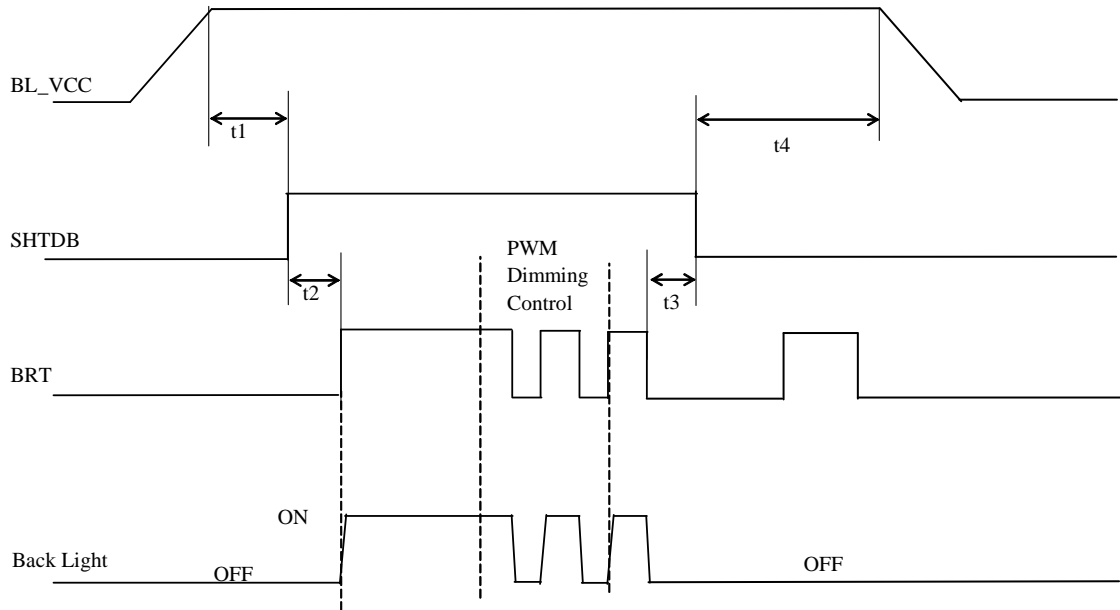 BL_VCC
t1
t4
SHTDB
PWM
Dimming
Control
t2
t3
BRT
ON
Back Light
OFF
OFF